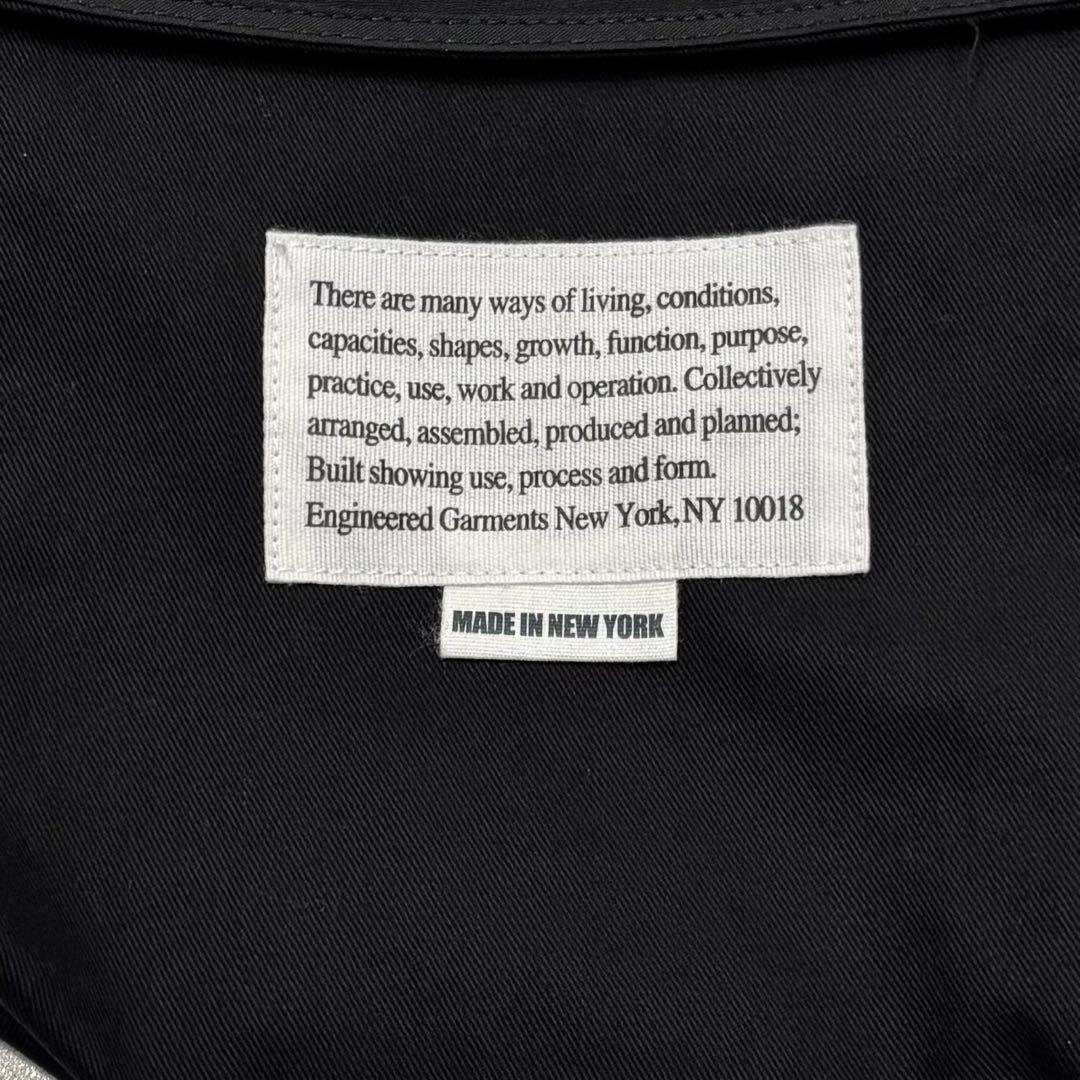 There are many ways of living, conditions,
capacities, shapes, growth, function, purpose,
practice, use, work and operation. Collectively
arranged, assembled, produced and planned;
Built showing use, process and form.
Engineered Garments New York, NY 10018
MADE IN NEW YORK